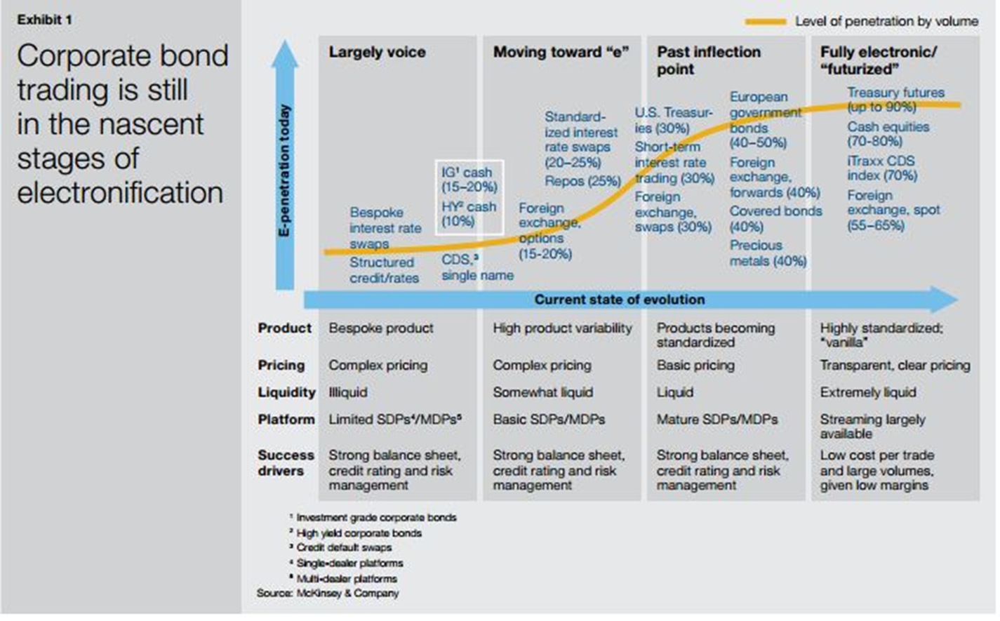 Exhibit 1
Corporate bond
trading is still
in the nascent
stages of
electronification
Level of penetration by volume
E-penetration today
Largely voice
Bespoke
interest rate
swaps
Structured
credit/rates
IG¹ cash
(15–20%)
HY² cash
(10%)
CDS,³
single name
Moving toward “e”
Standard-
ized interest
rate swaps
(20–25%)
Repos (25%)
Foreign
exchange,
options
(15-20%)
Past inflection
point
U.S. Treasur-
ies (30%)
Short-term
interest rate
trading (30%)
Foreign
exchange,
swaps (30%)
European
government
bonds
(40–50%)
Foreign
exchange,
forwards (40%)
Covered bonds
(40%)
Precious
metals (40%)
Fully electronic/
“futurized”
Treasury futures
(up to 90%)
Cash equities
(70-80%)
iTraxx CDS
index (70%)
Foreign
exchange, spot
(55–65%)
Current state of evolution
Product
Bespoke product
High product variability
Products becoming
standardized
Highly standardized;
“vanilla”
Pricing
Complex pricing
Complex pricing
Basic pricing
Transparent, clear pricing
Liquidity
Illiquid
Somewhat liquid
Liquid
Extremely liquid
Platform
Limited SDPs⁴/MDPs⁵
Basic SDPs/MDPs
Mature SDPs/MDPs
Streaming largely
available
Success
drivers
Strong balance sheet,
credit rating and risk
management
Strong balance sheet,
credit rating and risk
management
Strong balance sheet,
credit rating and risk
management
Low cost per trade
and large volumes,
given low margins
¹ Investment grade corporate bonds
² High yield corporate bonds
³ Credit default swaps
⁴ Single-dealer platforms
⁵ Multi-dealer platforms
Source: McKinsey & Company